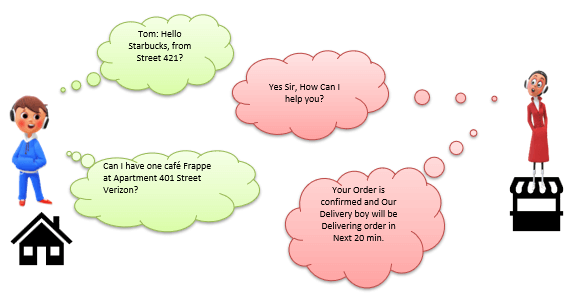 Tom: Hello
Starbucks, from
Street 421?
Yes Sir, How Can I
help you?
Can I have one café Frappe
at Apartment 401 Street
Verizon?
Your Order is
confirmed and Our
Delivery boy will be
Delivering order in
Next 20 min.